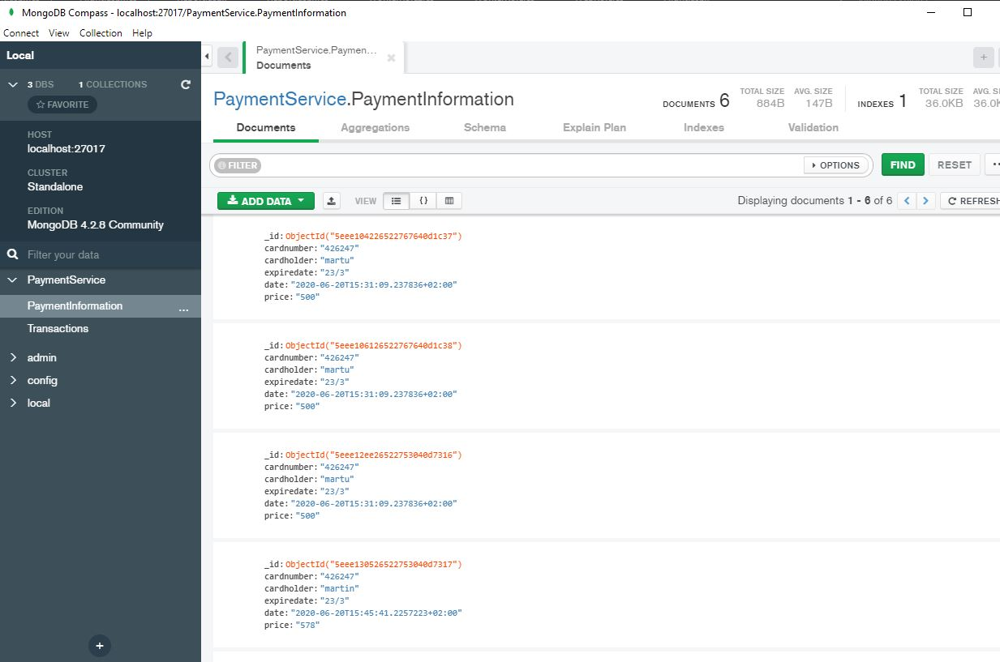 MongoDB Compass - localhost:27017/PaymentService.PaymentInformation
Connect View Collection Help
Local
3 DBS 1 COLLECTIONS
FAVORITE
HOST
localhost:27017
CLUSTER
Standalone
EDITION
MongoDB 4.2.8 Community
Filter your data
PaymentService
PaymentInformation ...
Transactions
admin
config
local
+
PaymentService.Paymen...
Documents
+
PaymentService.PaymentInformation
DOCUMENTS 6
TOTAL SIZE AVG. SIZE
884B 147B
INDEXES 1
TOTAL SIZE AVG. SI
36.0KB 36.0K
Documents Aggregations Schema Explain Plan Indexes Validation
FILTER
OPTIONS
FIND RESET
ADD DATA
VIEW
{}
Displaying documents 1 - 6 of 6
REFRESH
_id:ObjectId("5eee104226522767640d1c37")
cardnumber:"426247"
cardholder:"martu"
expiredate:"23/3"
date:"2020-06-20T15:31:09.237836+02:00"
price:"500"
_id:ObjectId("5eee106126522767640d1c38")
cardnumber:"426247"
cardholder:"martu"
expiredate:"23/3"
date:"2020-06-20T15:31:09.237836+02:00"
price:"500"
_id:ObjectId("5eee12ee26522753040d7316")
cardnumber:"426247"
cardholder:"martu"
expiredate:"23/3"
date:"2020-06-20T15:31:09.237836+02:00"
price:"500"
_id:ObjectId("5eee130526522753040d7317")
cardnumber:"426247"
cardholder:"martin"
expiredate:"23/3"
date:"2020-06-20T15:45:41.2257223+02:00"
price:"578"